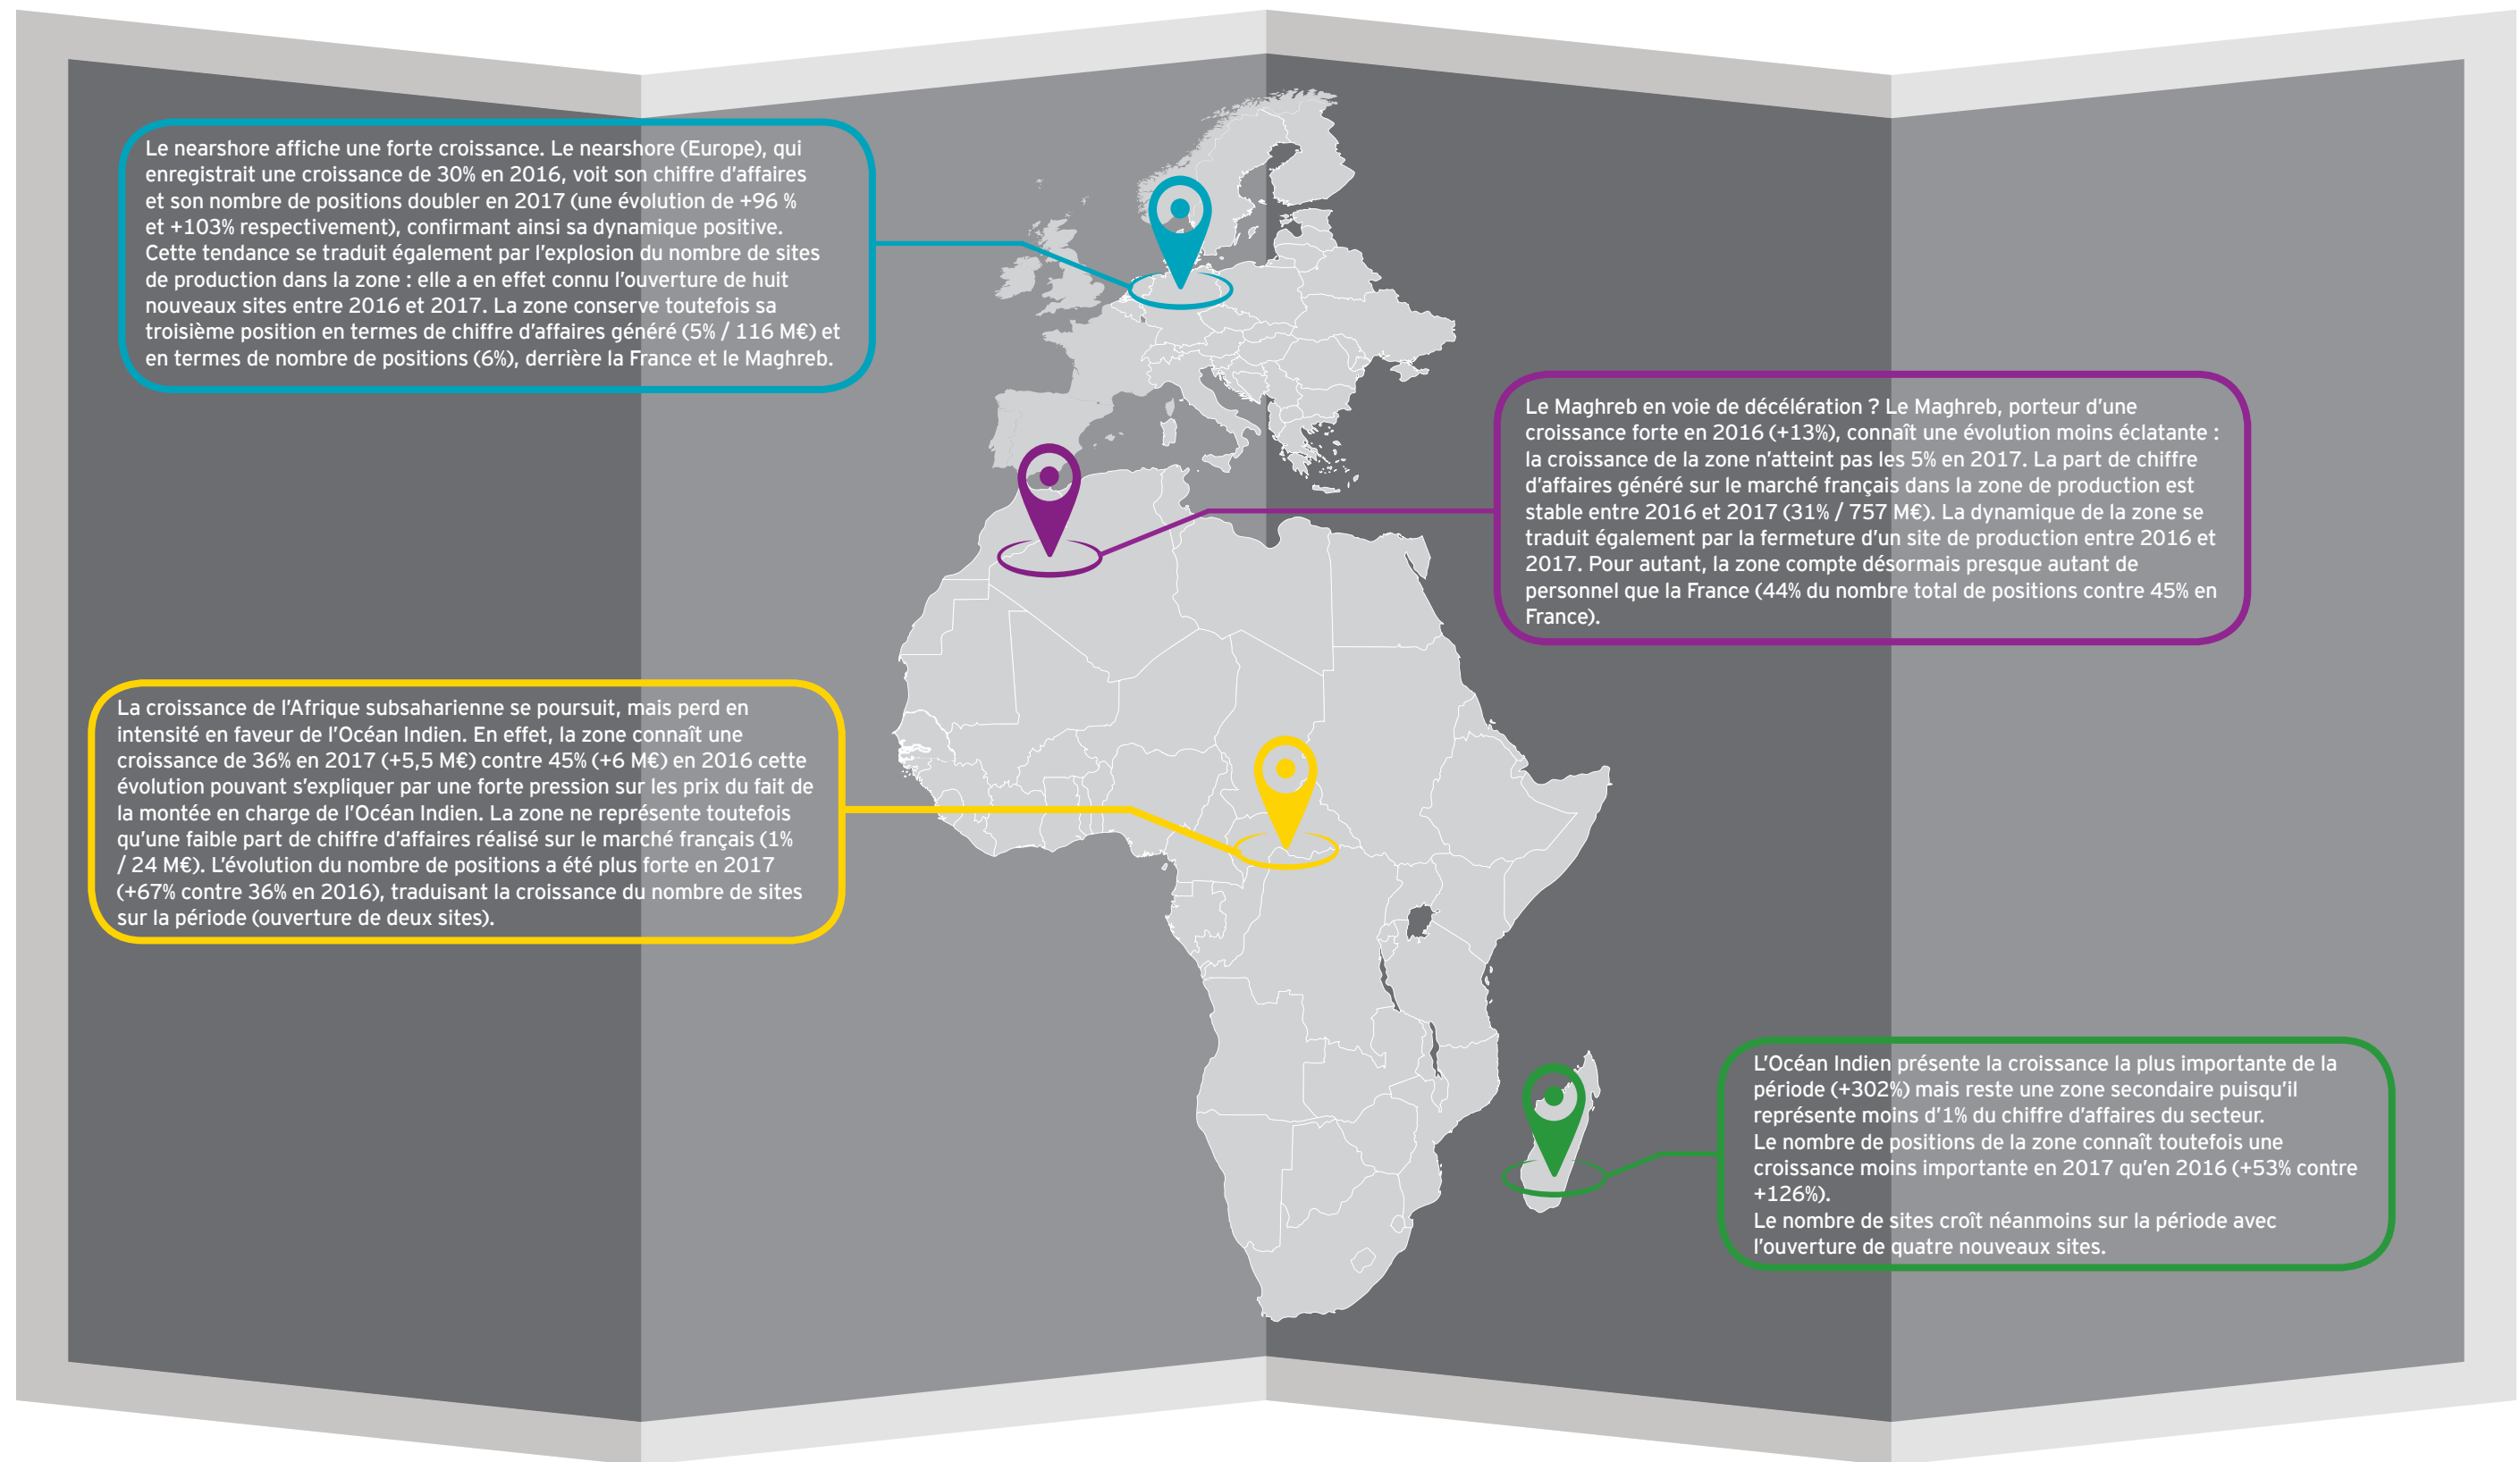 Le nearshore affiche une forte croissance. Le nearshore (Europe), qui
enregistrait une croissance de 30% en 2016, voit son chiffre d’affaires
et son nombre de positions doubler en 2017 (une évolution de +96 %
et +103% respectivement), confirmant ainsi sa dynamique positive.
Cette tendance se traduit également par l’explosion du nombre de sites
de production dans la zone : elle a en effet connu l’ouverture de huit
nouveaux sites entre 2016 et 2017. La zone conserve toutefois sa
troisième position en termes de chiffre d’affaires généré (5% / 116 M€) et
en termes de nombre de positions (6%), derrière la France et le Maghreb.
Le Maghreb en voie de décélération ? Le Maghreb, porteur d’une
croissance forte en 2016 (+13%), connaît une évolution moins éclatante :
la croissance de la zone n’atteint pas les 5% en 2017. La part de chiffre
d’affaires généré sur le marché français dans la zone de production est
stable entre 2016 et 2017 (31% / 757 M€). La dynamique de la zone se
traduit également par la fermeture d’un site de production entre 2016 et
2017. Pour autant, la zone compte désormais presque autant de
personnel que la France (44% du nombre total de positions contre 45% en
France).
La croissance de l’Afrique subsaharienne se poursuit, mais perd en
intensité en faveur de l’Océan Indien. En effet, la zone connaît une
croissance de 36% en 2017 (+5,5 M€) contre 45% (+6 M€) en 2016 cette
évolution pouvant s’expliquer par une forte pression sur les prix du fait de
la montée en charge de l’Océan Indien. La zone ne représente toutefois
qu’une faible part de chiffre d’affaires réalisé sur le marché français (1%
/ 24 M€). L’évolution du nombre de positions a été plus forte en 2017
(+67% contre 36% en 2016), traduisant la croissance du nombre de sites
sur la période (ouverture de deux sites).
L’Océan Indien présente la croissance la plus importante de la
période (+302%) mais reste une zone secondaire puisqu’il
représente moins d’1% du chiffre d’affaires du secteur.
Le nombre de positions de la zone connaît toutefois une
croissance moins importante en 2017 qu’en 2016 (+53% contre
+126%).
Le nombre de sites croît néanmoins sur la période avec
l’ouverture de quatre nouveaux sites.